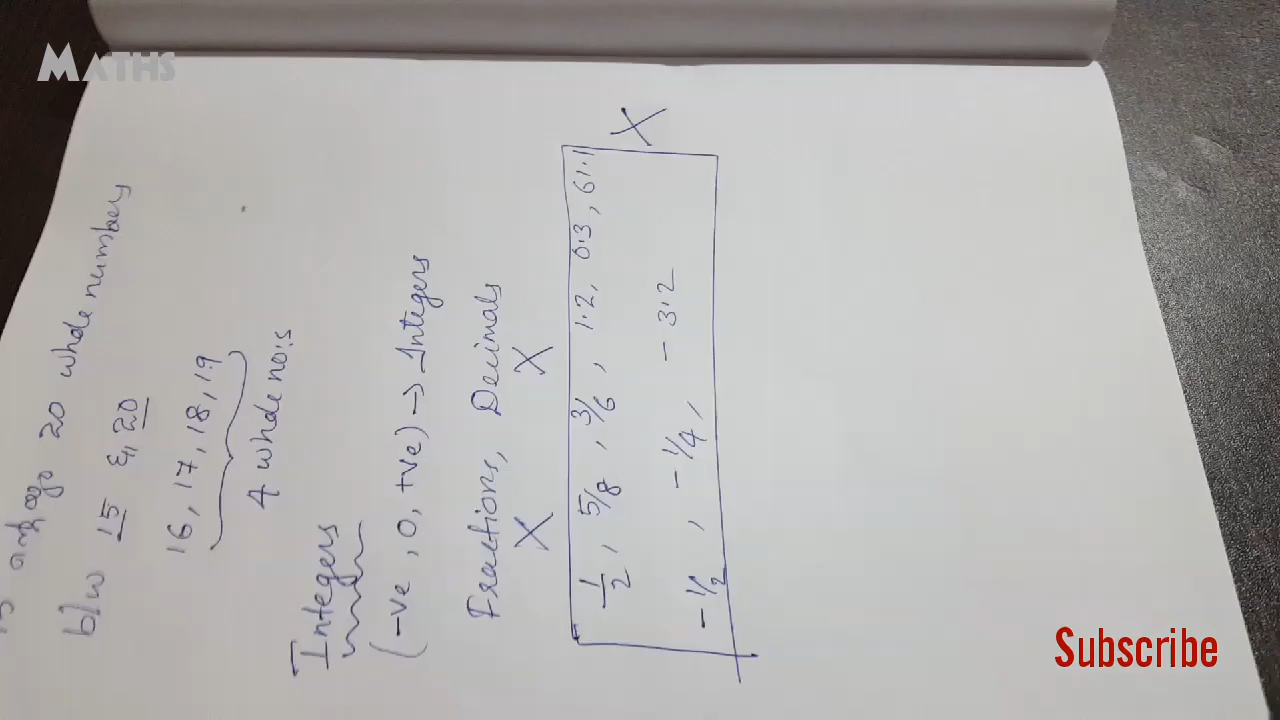 MATHS
20 whole numbers
b/w 15 & 20
16, 17, 18, 19
4 whole no:s
Integers
(-ve, 0, +ve) → Integers
Fractions, Decimals
X X
1/2, 5/8, 3/6, 1.2, 0.3, 61.1 X
-1/2, -1/4, -3.2
Subscribe